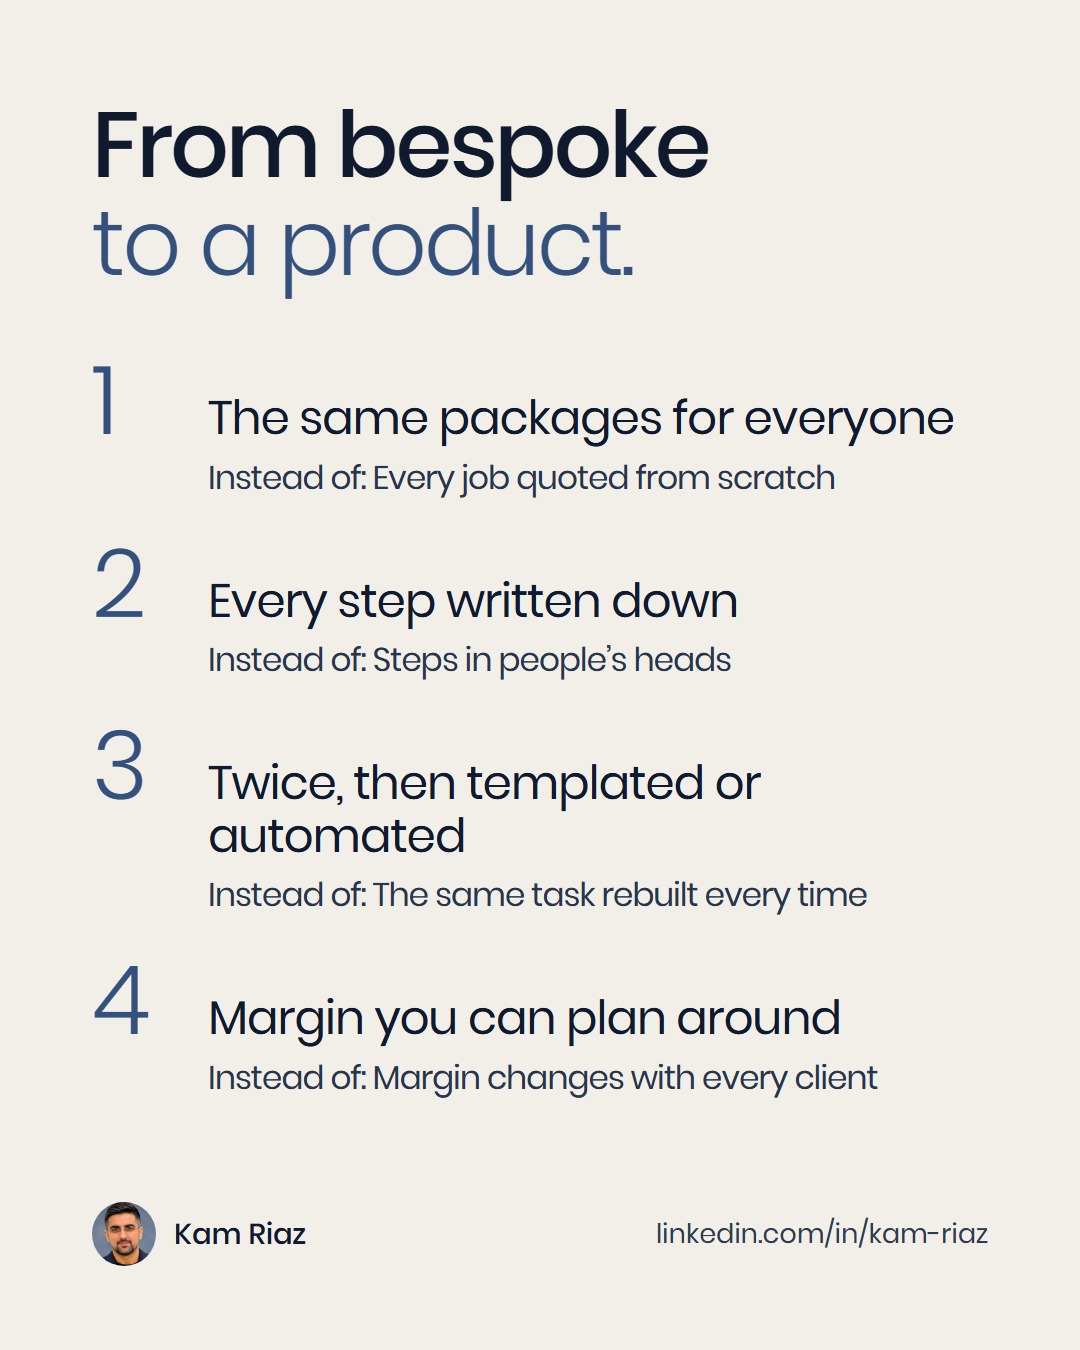 From bespoke
to a product.
1
The same packages for everyone
Instead of: Every job quoted from scratch
2
Every step written down
Instead of: Steps in people’s heads
3
Twice, then templated or
automated
Instead of: The same task rebuilt every time
4
Margin you can plan around
Instead of: Margin changes with every client
Kam Riaz
linkedin.com/in/kam-riaz